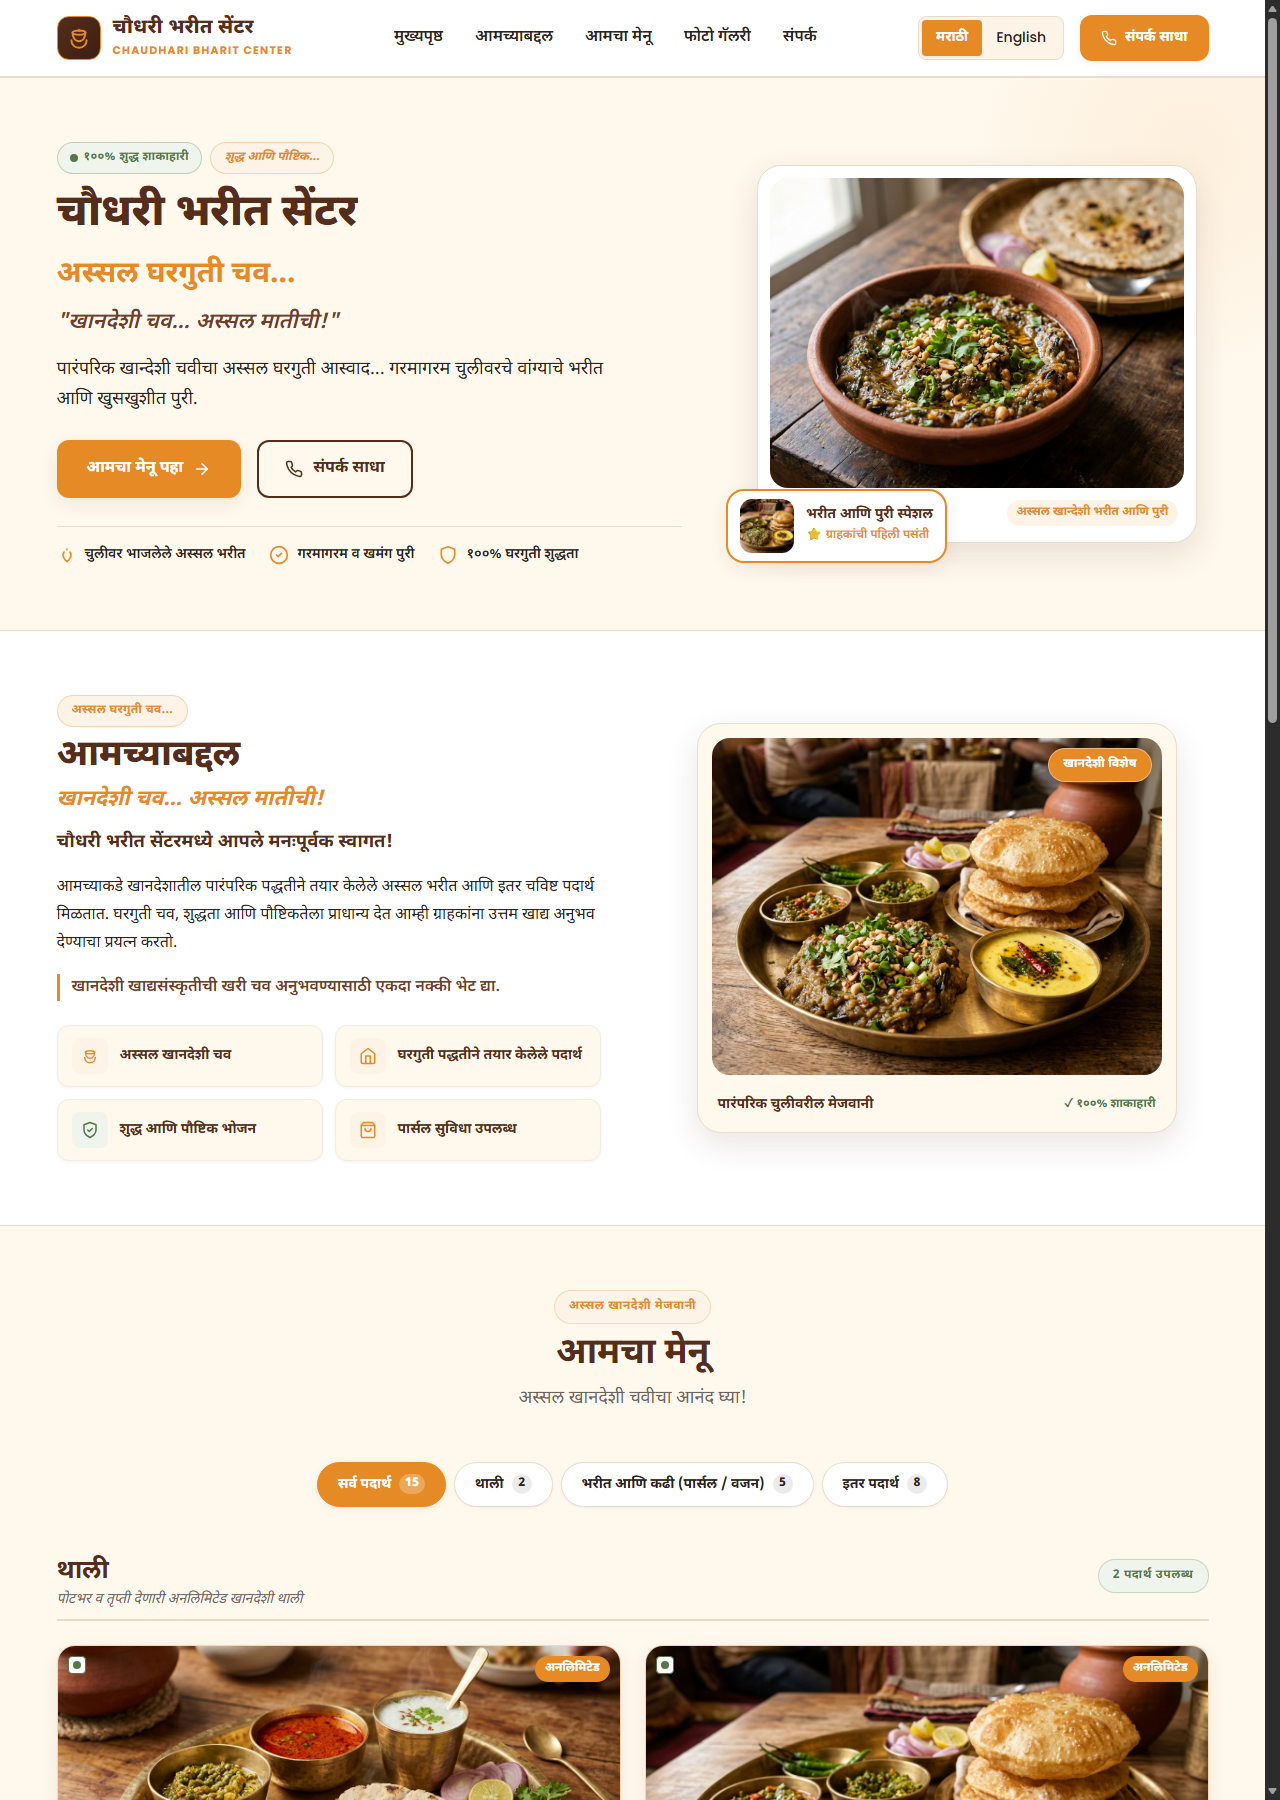 चौधरी भरीत सेंटर
CHAUDHARI BHARIT CENTER
मुख्यपृष्ठ
आमच्याबद्दल
आमचा मेनू
फोटो गॅलरी
संपर्क
मराठी
English
संपर्क साधा
१००% शुद्ध शाकाहारी
शुद्ध आणि पौष्टिक...
चौधरी भरीत सेंटर
अस्सल घरगुती चव...
"खानदेशी चव... अस्सल मातीची!"
पारंपरिक खान्देशी चवीचा अस्सल घरगुती आस्वाद... गरमागरम चुलीवरचे वांग्याचे भरीत
आणि खुसखुशीत पुरी.
आमचा मेनू पहा
संपर्क साधा
चुलीवर भाजलेले अस्सल भरीत
गरमागरम व खमंग पुरी
१००% घरगुती शुद्धता
भरीत आणि पुरी स्पेशल
ग्राहकांची पहिली पसंती
अस्सल खान्देशी भरीत आणि पुरी
अस्सल घरगुती चव...
आमच्याबद्दल
खानदेशी चव... अस्सल मातीची!
चौधरी भरीत सेंटरमध्ये आपले मनःपूर्वक स्वागत!
आमच्याकडे खानदेशातील पारंपरिक पद्धतीने तयार केलेले अस्सल भरीत आणि इतर चविष्ट पदार्थ
मिळतात. घरगुती चव, शुद्धता आणि पौष्टिकतेला प्राधान्य देत आम्ही ग्राहकांना उत्तम खाद्य अनुभव
देण्याचा प्रयत्न करतो.
खानदेशी खाद्यसंस्कृतीची खरी चव अनुभवण्यासाठी एकदा नक्की भेट द्या.
अस्सल खानदेशी चव
घरगुती पद्धतीने तयार केलेले पदार्थ
शुद्ध आणि पौष्टिक भोजन
पार्सल सुविधा उपलब्ध
खानदेशी विशेष
पारंपरिक चुलीवरील मेजवानी
✓ १००% शाकाहारी
अस्सल खानदेशी मेजवानी
आमचा मेनू
अस्सल खानदेशी चवीचा आनंद घ्या!
सर्व पदार्थ 15
थाली 2
भरीत आणि कढी (पार्सल / वजन) 5
इतर पदार्थ 8
थाली
पोटभर व तृप्ती देणारी अनलिमिटेड खानदेशी थाली
2 पदार्थ उपलब्ध
अनलिमिटेड
अनलिमिटेड